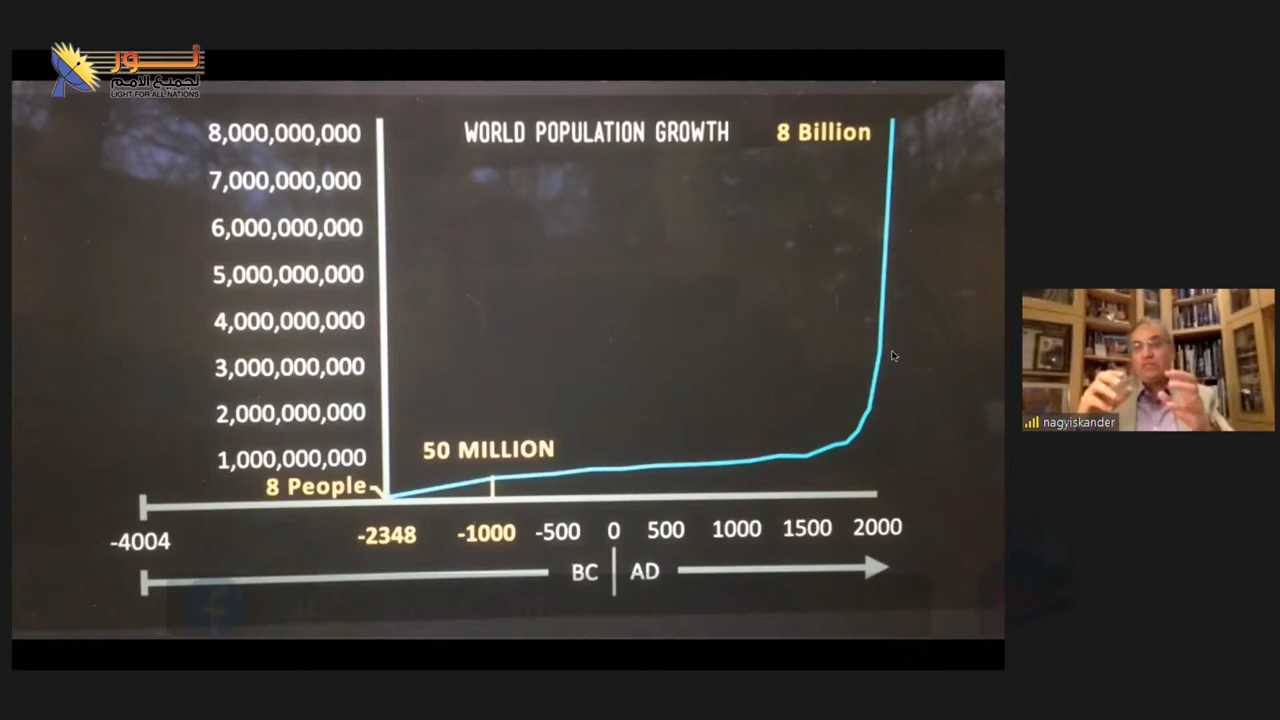 نور
لجميع الامم
LIGHT FOR ALL NATIONS
WORLD POPULATION GROWTH
8 Billion
8,000,000,000
7,000,000,000
6,000,000,000
5,000,000,000
4,000,000,000
3,000,000,000
2,000,000,000
1,000,000,000
50 MILLION
8 People
-4004
-2348
-1000
-500
0
500
1000
1500
2000
BC
AD
nagyiskander